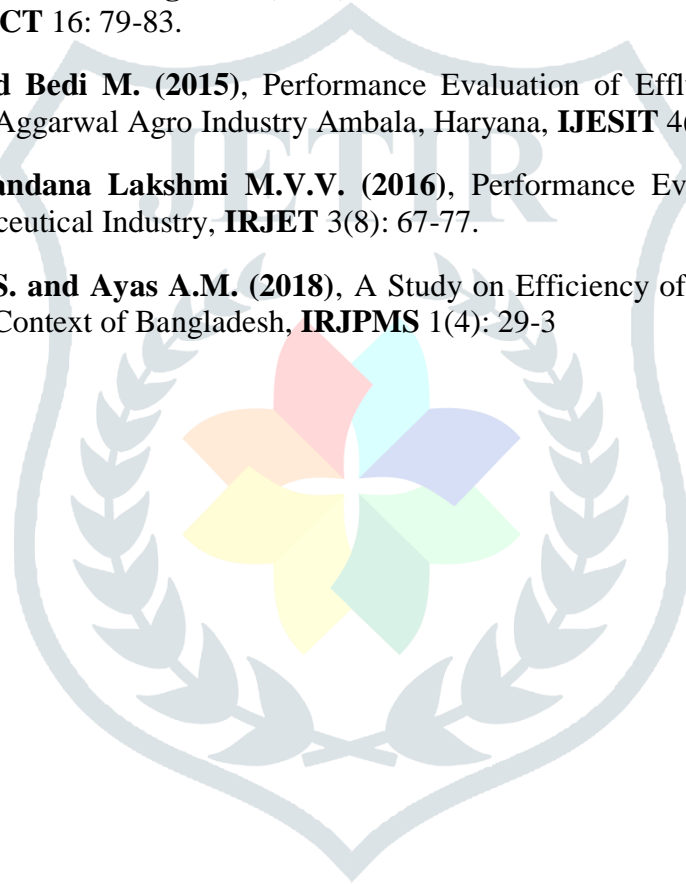 CT 16: 79-83.
d Bedi M. (2015), Performance Evaluation of Efflu
Aggarwal Agro Industry Ambala, Haryana, IJESIT 4(
andana Lakshmi M.V.V. (2016), Performance Ev
ceutical Industry, IRJET 3(8): 67-77.
S. and Ayas A.M. (2018), A Study on Efficiency of
Context of Bangladesh, IRJPMS 1(4): 29-3
JETIR